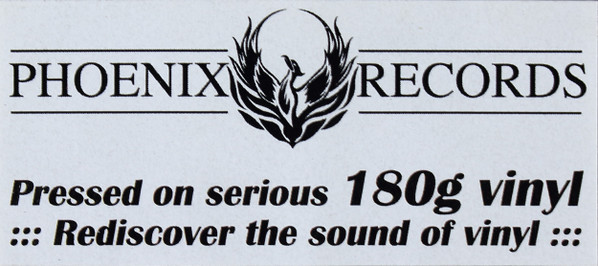 PHOENIX RECORDS
Pressed on serious 180g vinyl
::: Rediscover the sound of vinyl :::